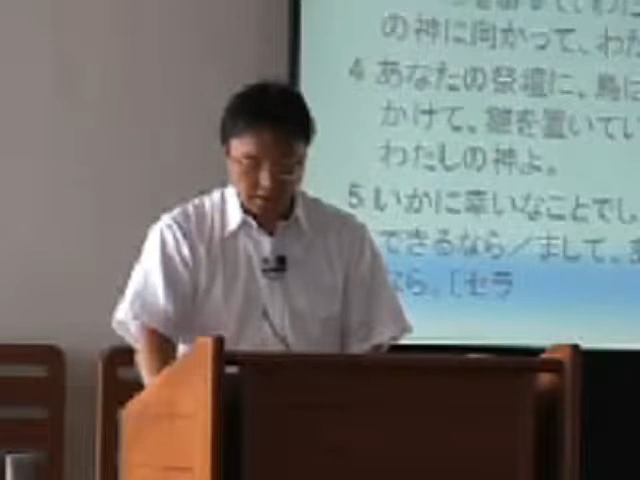 の神に向かって、わた
4 あなたの祭壇に、鳥は
かけて、雛を置いてい
わたしの神よ。
5 いかに幸いなことでし
できるなら/まして、
なら。[セラ